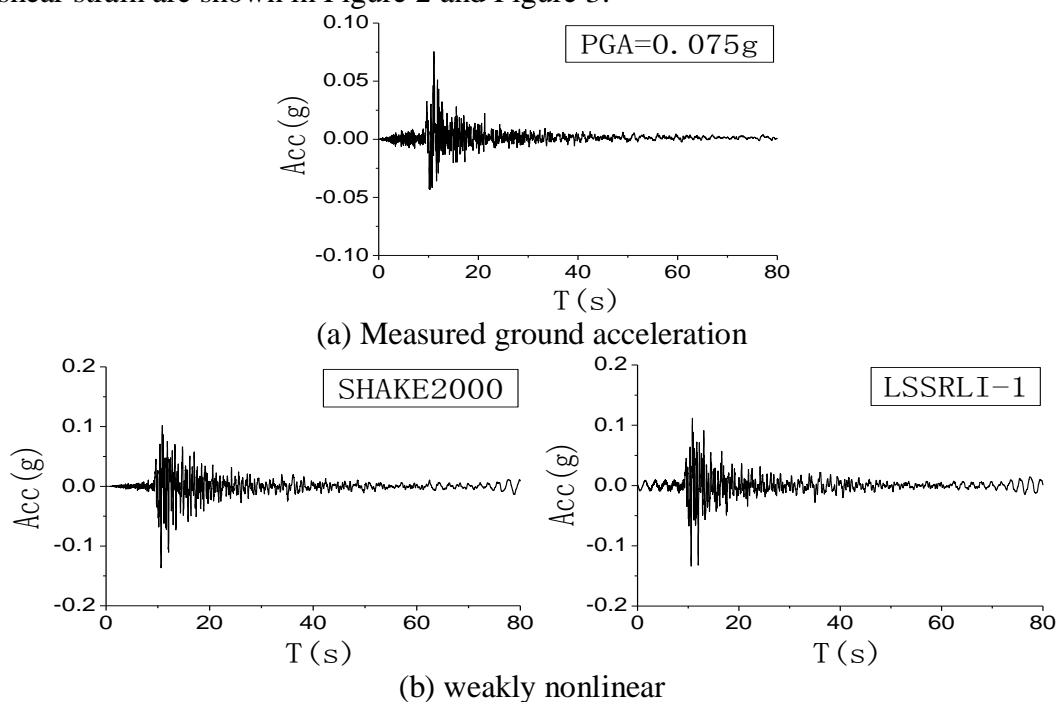 shear strain are shown in Figure 2 and Figure 3.
0.10
PGA=0.075g
0.05
0.00
-0.05
-0.10
Acc(g)
0 20 40 60 80
T(s)
(a) Measured ground acceleration
0.2
SHAKE2000
0.1
0.0
-0.1
-0.2
Acc(g)
0 20 40 60 80
T(s)
0.2
LSSRLI-1
0.1
0.0
-0.1
-0.2
Acc(g)
0 20 40 60 80
T(s)
(b) weakly nonlinear